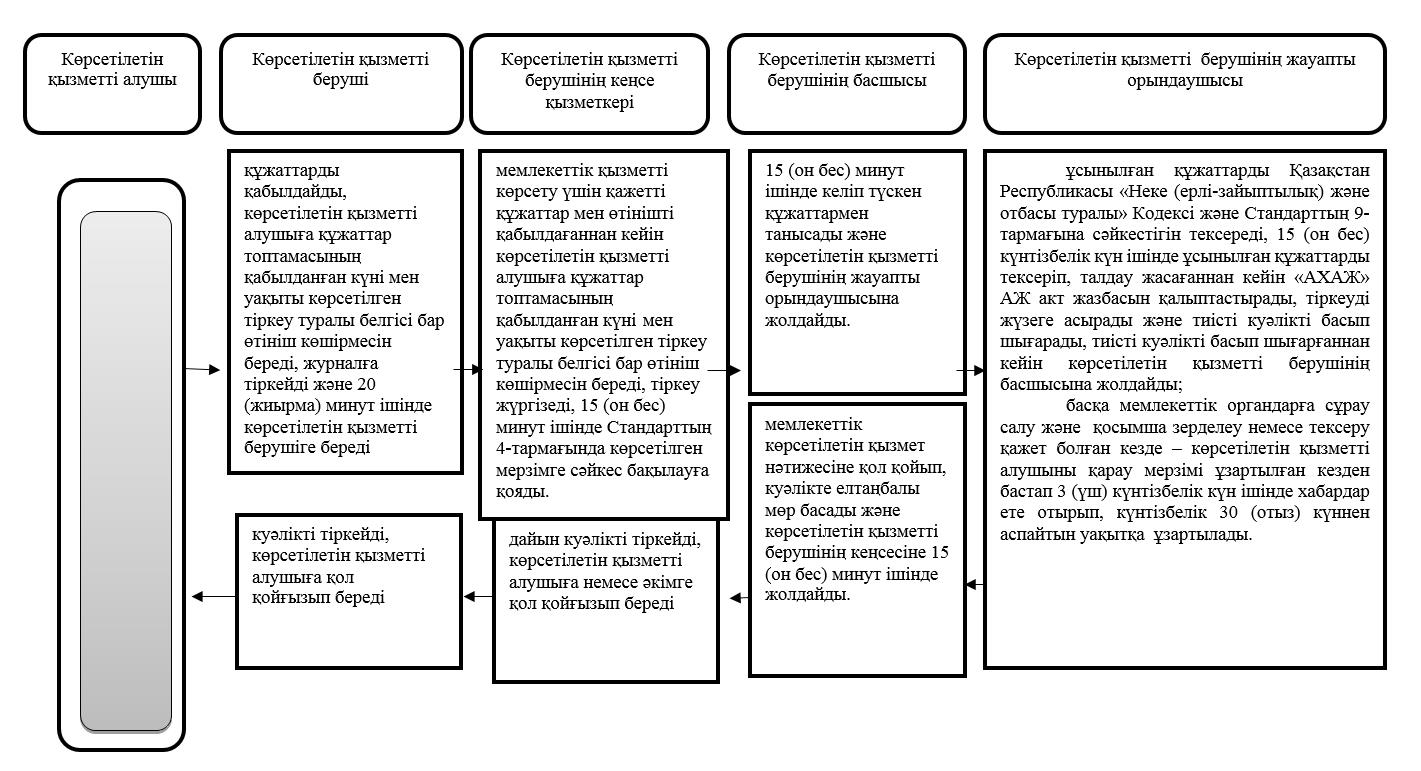 Көрсетілетін
қызметті алушы
Көрсетілетін қызметті
беруші
Көрсетілетін қызметті
берушінің кеңсе
қызметкері
Көрсетілетін қызметті
берушінің басшысы
Көрсетілетін қызметті берушінің жауапты
орындаушысы
құжаттарды
қабылдайды,
көрсетілетін қызметті
алушыға құжаттар
топтамасының
қабылданған күні мен
уақыты көрсетілген
тіркеу туралы белгісі бар
өтініш көшірмесін
береді, журналға
тіркейді және 20
(жиырма) минут ішінде
көрсетілетін қызметті
берушіге береді
мемлекеттік қызметті
көрсету үшін қажетті
құжаттар мен өтінішті
қабылдағаннан кейін
көрсетілетін қызметті
алушыға құжаттар
топтамасының
қабылданған күні мен
уақыты көрсетілген тіркеу
туралы белгісі бар өтініш
көшірмесін береді, тіркеу
жүргізеді, 15 (он бес)
минут ішінде Стандарттың
4-тармағында көрсетілген
мерзімге сәйкес бақылауға
қояды.
15 (он бес) минут
ішінде келіп түскен
құжаттармен
танысады және
көрсетілетін қызметті
берушінің жауапты
орындаушысына
жолдайды.
ұсынылған құжаттарды Қазақстан
Республикасы «Неке (ерлі-зайыптылық) және
отбасы туралы» Кодексі және Стандарттың 9-
тармағына сәйкестігін тексереді, 15 (он бес)
күнтізбелік күн ішінде ұсынылған құжаттарды
тексеріп, талдау жасағаннан кейін «АХАЖ»
АЖ акт жазбасын қалыптастырады, тіркеуді
жүзеге асырады және тиісті куәлікті басып
шығарады, тиісті куәлікті басып шығарғаннан
кейін көрсетілетін қызметті берушінің
басшысына жолдайды;
басқа мемлекеттік органдарға сұрау
салу және қосымша зерделеу немесе тексеру
қажет болған кезде – көрсетілетін қызметті
алушыны қарау мерзімі ұзартылған кезден
бастап 3 (үш) күнтізбелік күн ішінде хабардар
ете отырып, күнтізбелік 30 (отыз) күннен
аспайтын уақытқа ұзартылады.
мемлекеттік
көрсетілетін қызмет
нәтижесіне қол қойып,
куәлікте елтаңбалы
мөр басады және
көрсетілетін қызметті
берушінің кеңсесіне 15
(он бес) минут ішінде
жолдайды.
дайын куәлікті тіркейді,
көрсетілетін қызметті
алушыға немесе әкімге
қол қойғызып береді
куәлікті тіркейді,
көрсетілетін қызметті
алушыға қол
қойғызып береді